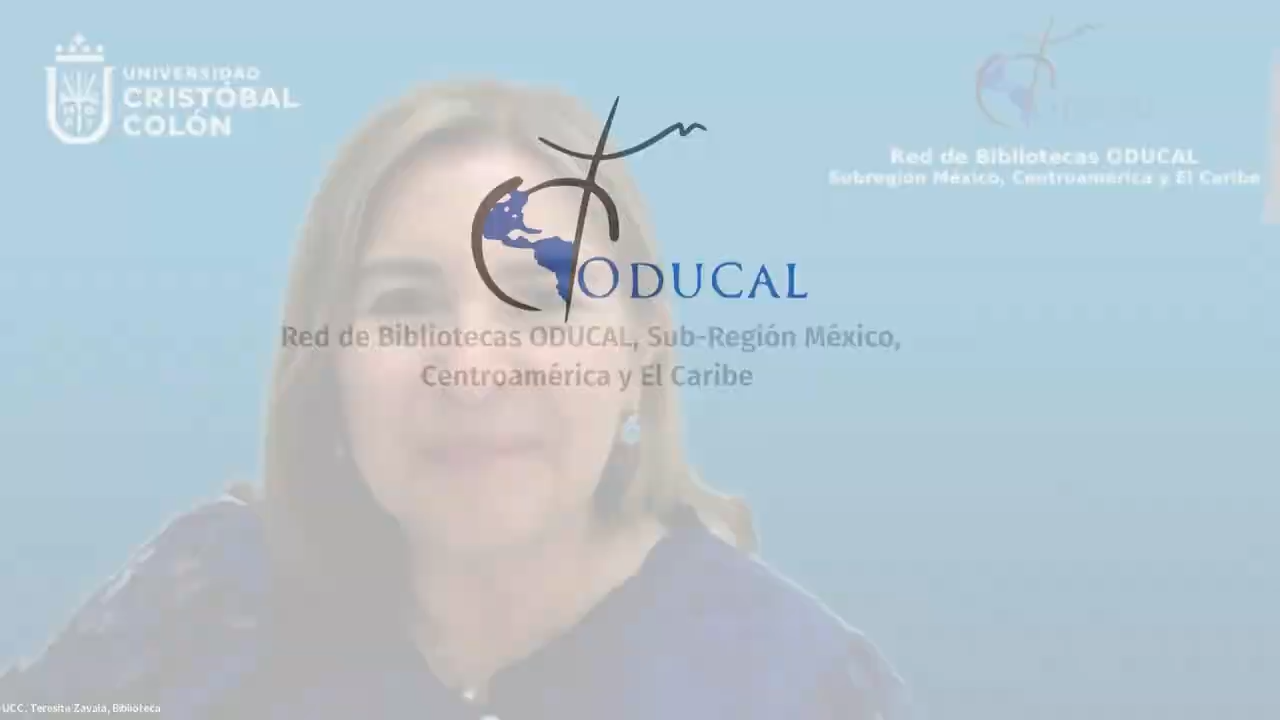 UNIVERSIDAD
CRISTÓBAL
COLÓN
Red de Bibliotecas ODUCAL
Subregión México, Centroamérica y El Caribe
ODUCAL
Red de Bibliotecas ODUCAL, Sub-Región México,
Centroamérica y El Caribe
UCC. Teresita Zavala, Biblioteca